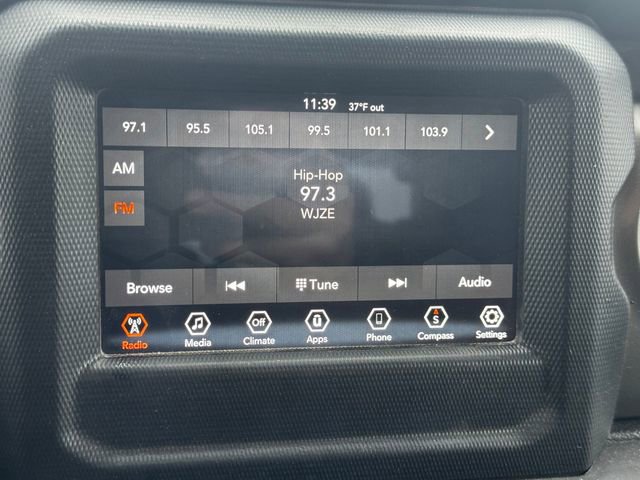 11:39 37°F out
97.1 95.5 105.1 99.5 101.1 103.9
AM
FM
Hip-Hop
97.3
WJZE
Browse Tune Audio
Off S
Radio Media Climate Apps Phone Compass Settings